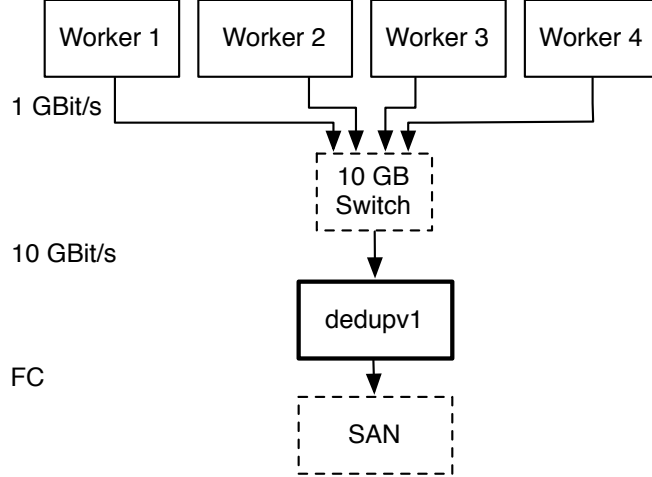 Worker 1
Worker 2
Worker 3
Worker 4
1 GBit/s
10 GB
Switch
10 GBit/s
dedupv1
FC
SAN